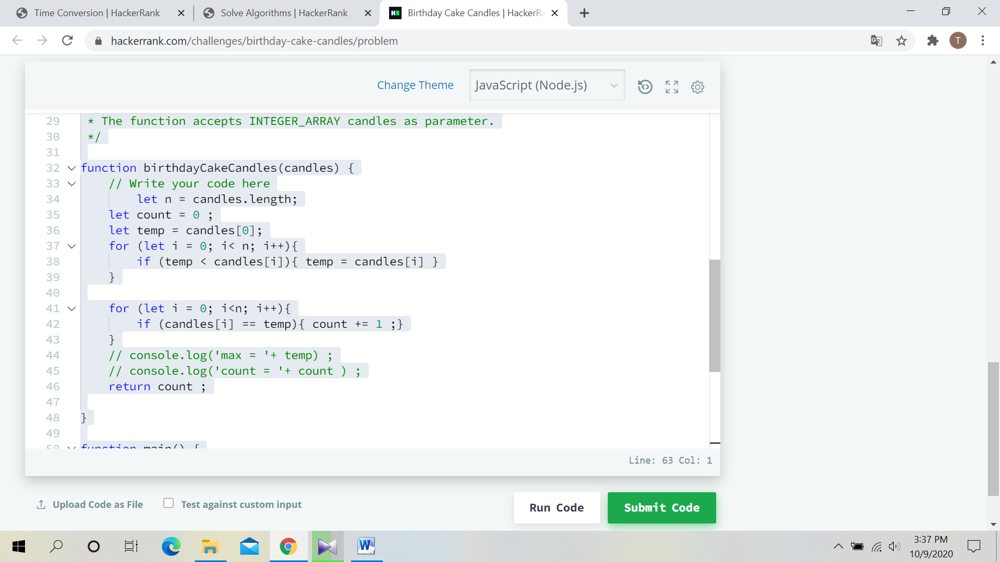 Time Conversion | HackerRank
Solve Algorithms | HackerRank
Birthday Cake Candles | HackerRa
hackerrank.com/challenges/birthday-cake-candles/problem
T
Change Theme
JavaScript (Node.js)
29 * The function accepts INTEGER_ARRAY candles as parameter.
30 */
31
32 function birthdayCakeCandles(candles) {
33 // Write your code here
34 let n = candles.length;
35 let count = 0 ;
36 let temp = candles[0];
37 for (let i = 0; i< n; i++){
38 if (temp < candles[i]){ temp = candles[i] }
39 }
40
41 for (let i = 0; i<n; i++){
42 if (candles[i] == temp){ count += 1 ;}
43 }
44 // console.log('max = '+ temp) ;
45 // console.log('count = '+ count ) ;
46 return count ;
47
48 }
49
50 function main() {
Line: 63 Col: 1
Upload Code as File
Test against custom input
Run Code
Submit Code
3:37 PM
10/9/2020